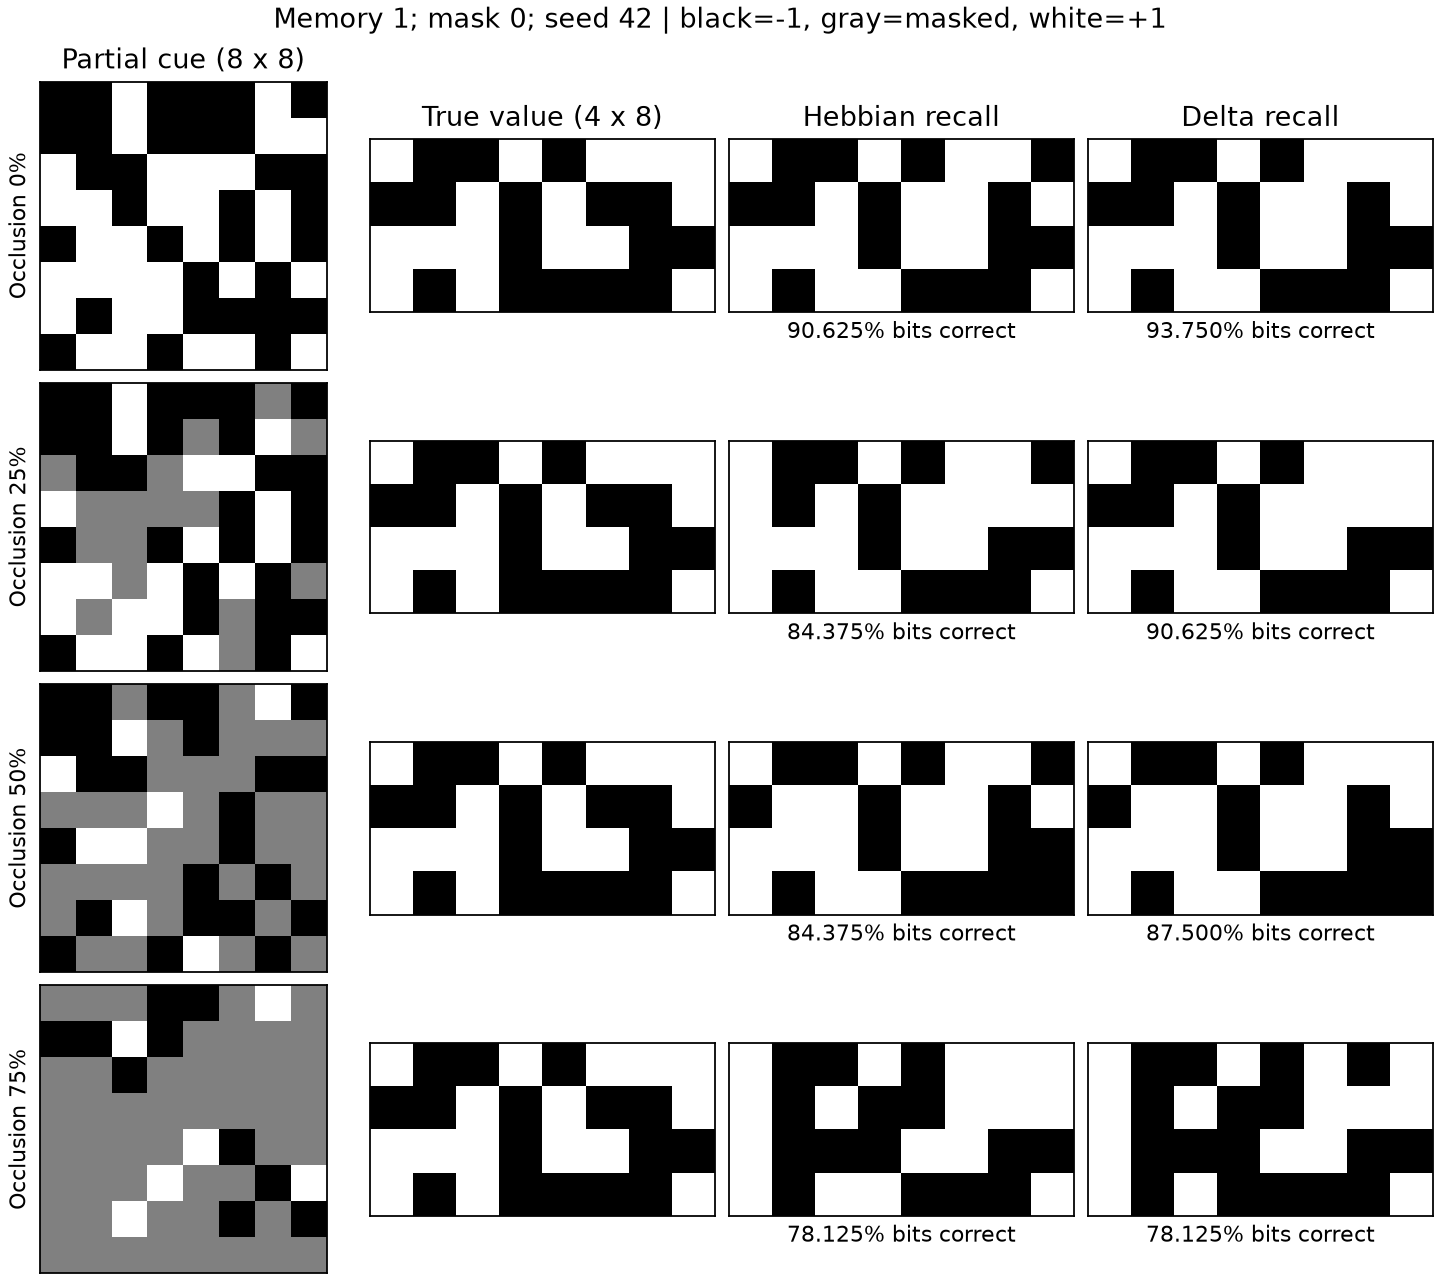 Memory 1; mask 0; seed 42 | black=-1, gray=masked, white=+1
Partial cue (8 x 8)
True value (4 x 8)
Hebbian recall
Delta recall
Occlusion 0%
90.625% bits correct
93.750% bits correct
Occlusion 25%
84.375% bits correct
90.625% bits correct
Occlusion 50%
84.375% bits correct
87.500% bits correct
Occlusion 75%
78.125% bits correct
78.125% bits correct